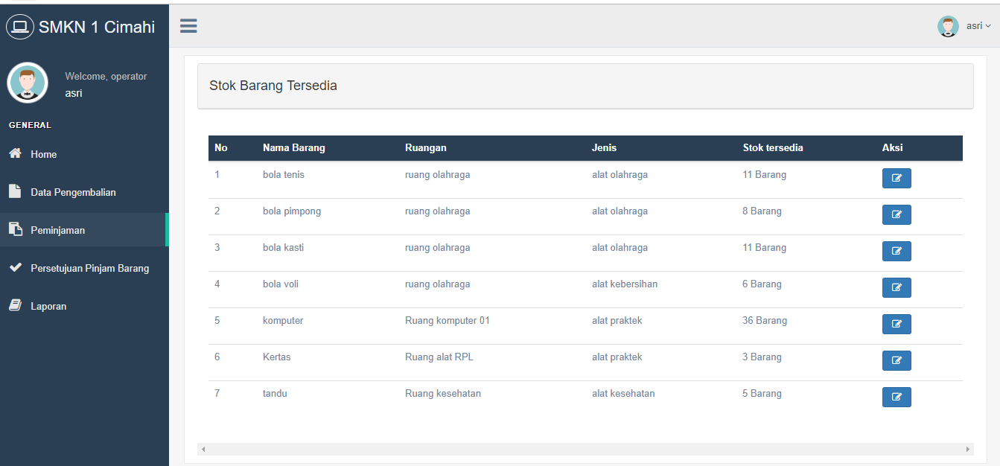 SMKN 1 Cimahi
asri
Welcome, operator
asri
GENERAL
Home
Data Pengembalian
Peminjaman
Persetujuan Pinjam Barang
Laporan
Stok Barang Tersedia
No Nama Barang Ruangan Jenis Stok tersedia Aksi
1 bola tenis ruang olahraga alat olahraga 11 Barang
2 bola pimpong ruang olahraga alat olahraga 8 Barang
3 bola kasti ruang olahraga alat olahraga 11 Barang
4 bola voli ruang olahraga alat kebersihan 6 Barang
5 komputer Ruang komputer 01 alat praktek 36 Barang
6 Kertas Ruang alat RPL alat praktek 3 Barang
7 tandu Ruang kesehatan alat kesehatan 5 Barang